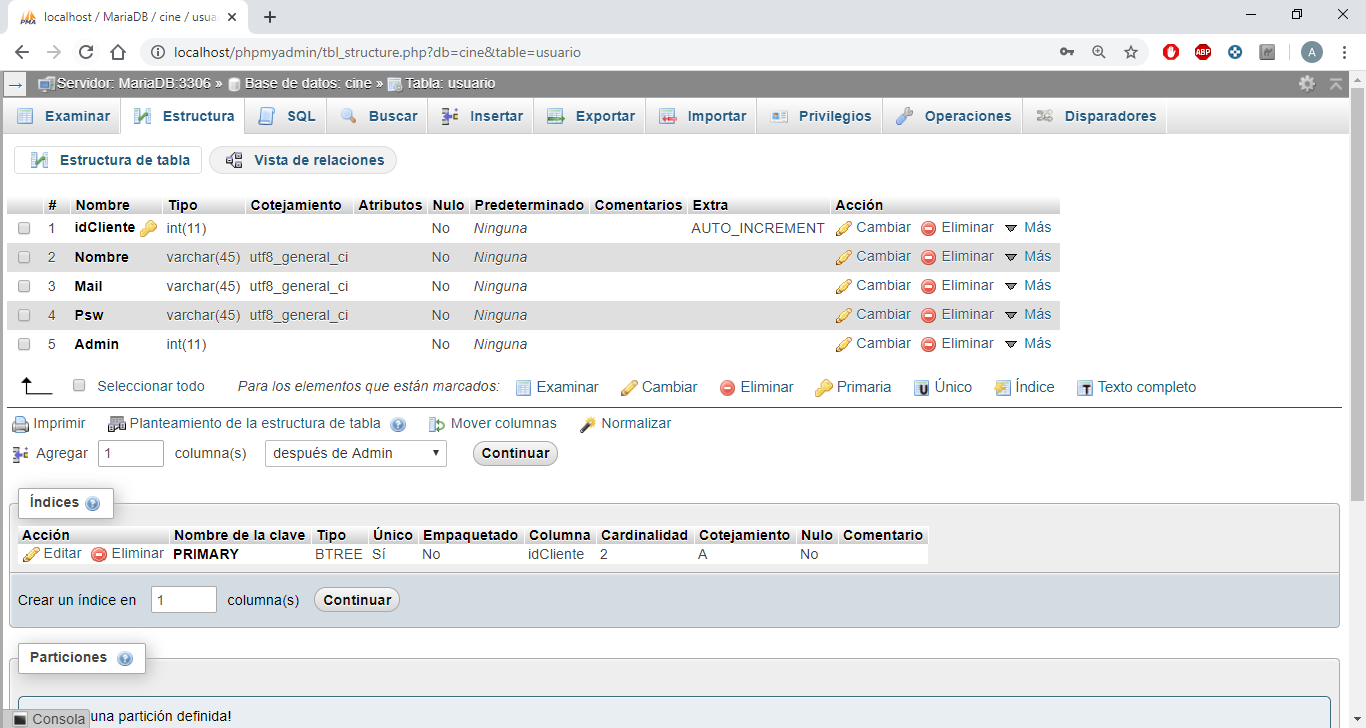 localhost / MariaDB / cine / usua
localhost/phpmyadmin/tbl_structure.php?db=cine&table=usuario
ABP
A
Servidor: MariaDB:3306 » Base de datos: cine » Tabla: usuario
Examinar Estructura SQL Buscar Insertar Exportar Importar Privilegios Operaciones Disparadores
Estructura de tabla Vista de relaciones
# Nombre Tipo Cotejamiento Atributos Nulo Predeterminado Comentarios Extra Acción
1 idCliente int(11) No Ninguna AUTO_INCREMENT Cambiar Eliminar Más
2 Nombre varchar(45) utf8_general_ci No Ninguna Cambiar Eliminar Más
3 Mail varchar(45) utf8_general_ci No Ninguna Cambiar Eliminar Más
4 Psw varchar(45) utf8_general_ci No Ninguna Cambiar Eliminar Más
5 Admin int(11) No Ninguna Cambiar Eliminar Más
Seleccionar todo Para los elementos que están marcados: Examinar Cambiar Eliminar Primaria Único Índice Texto completo
Imprimir Planteamiento de la estructura de tabla Mover columnas Normalizar
Agregar 1 columna(s) después de Admin Continuar
Índices
Acción Nombre de la clave Tipo Único Empaquetado Columna Cardinalidad Cotejamiento Nulo Comentario
Editar Eliminar PRIMARY BTREE Sí No idCliente 2 A No
Crear un índice en 1 columna(s) Continuar
Particiones
una partición definida!
Consola